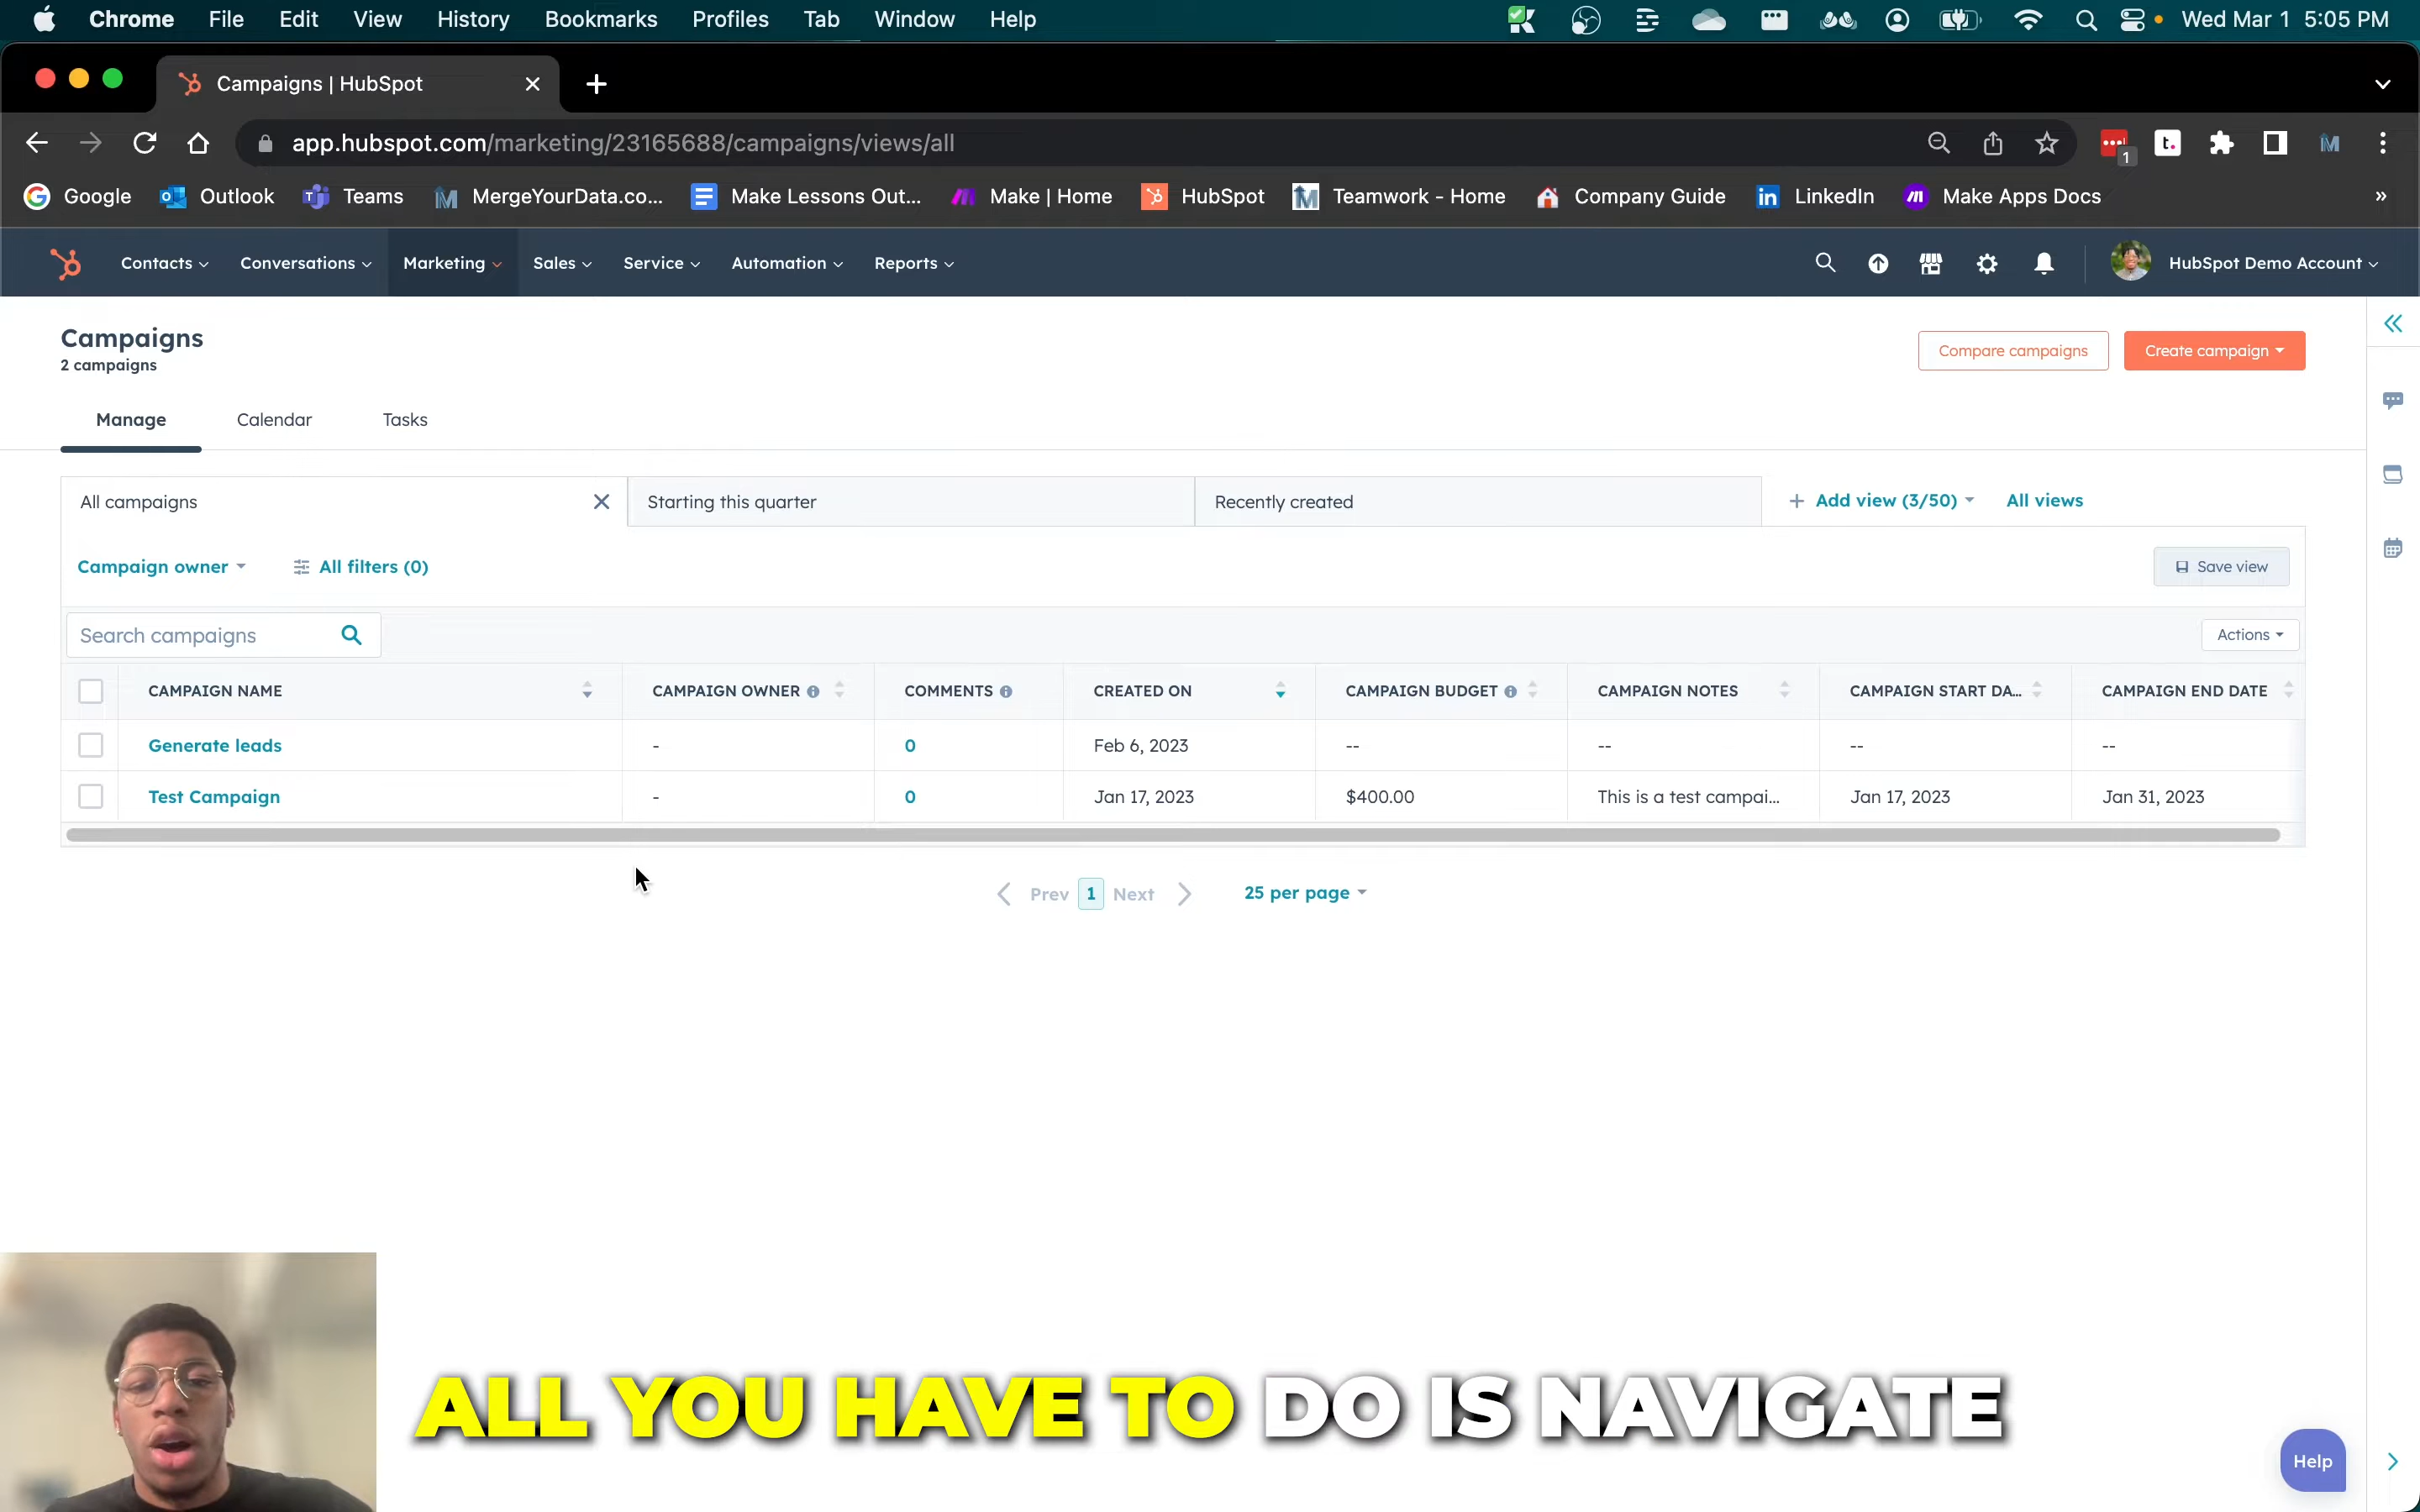 Chrome File Edit View History Bookmarks Profiles Tab Window Help Wed Mar 1 5:05 PM
Campaigns | HubSpot
app.hubspot.com/marketing/23165688/campaigns/views/all
1
Google Outlook Teams MergeYourData.co... Make Lessons Out... Make | Home HubSpot Teamwork - Home Company Guide LinkedIn Make Apps Docs
Contacts Conversations Marketing Sales Service Automation Reports HubSpot Demo Account
Campaigns
2 campaigns
Compare campaigns Create campaign
Manage Calendar Tasks
All campaigns Starting this quarter Recently created + Add view (3/50) All views
Campaign owner All filters (0) Save view
Search campaigns Actions
CAMPAIGN NAME CAMPAIGN OWNER COMMENTS CREATED ON CAMPAIGN BUDGET CAMPAIGN NOTES CAMPAIGN START DA... CAMPAIGN END DATE
Generate leads - 0 Feb 6, 2023 -- -- -- --
Test Campaign - 0 Jan 17, 2023 $400.00 This is a test campai... Jan 17, 2023 Jan 31, 2023
Prev 1 Next 25 per page
ALL YOU HAVE TO DO IS NAVIGATE
Help